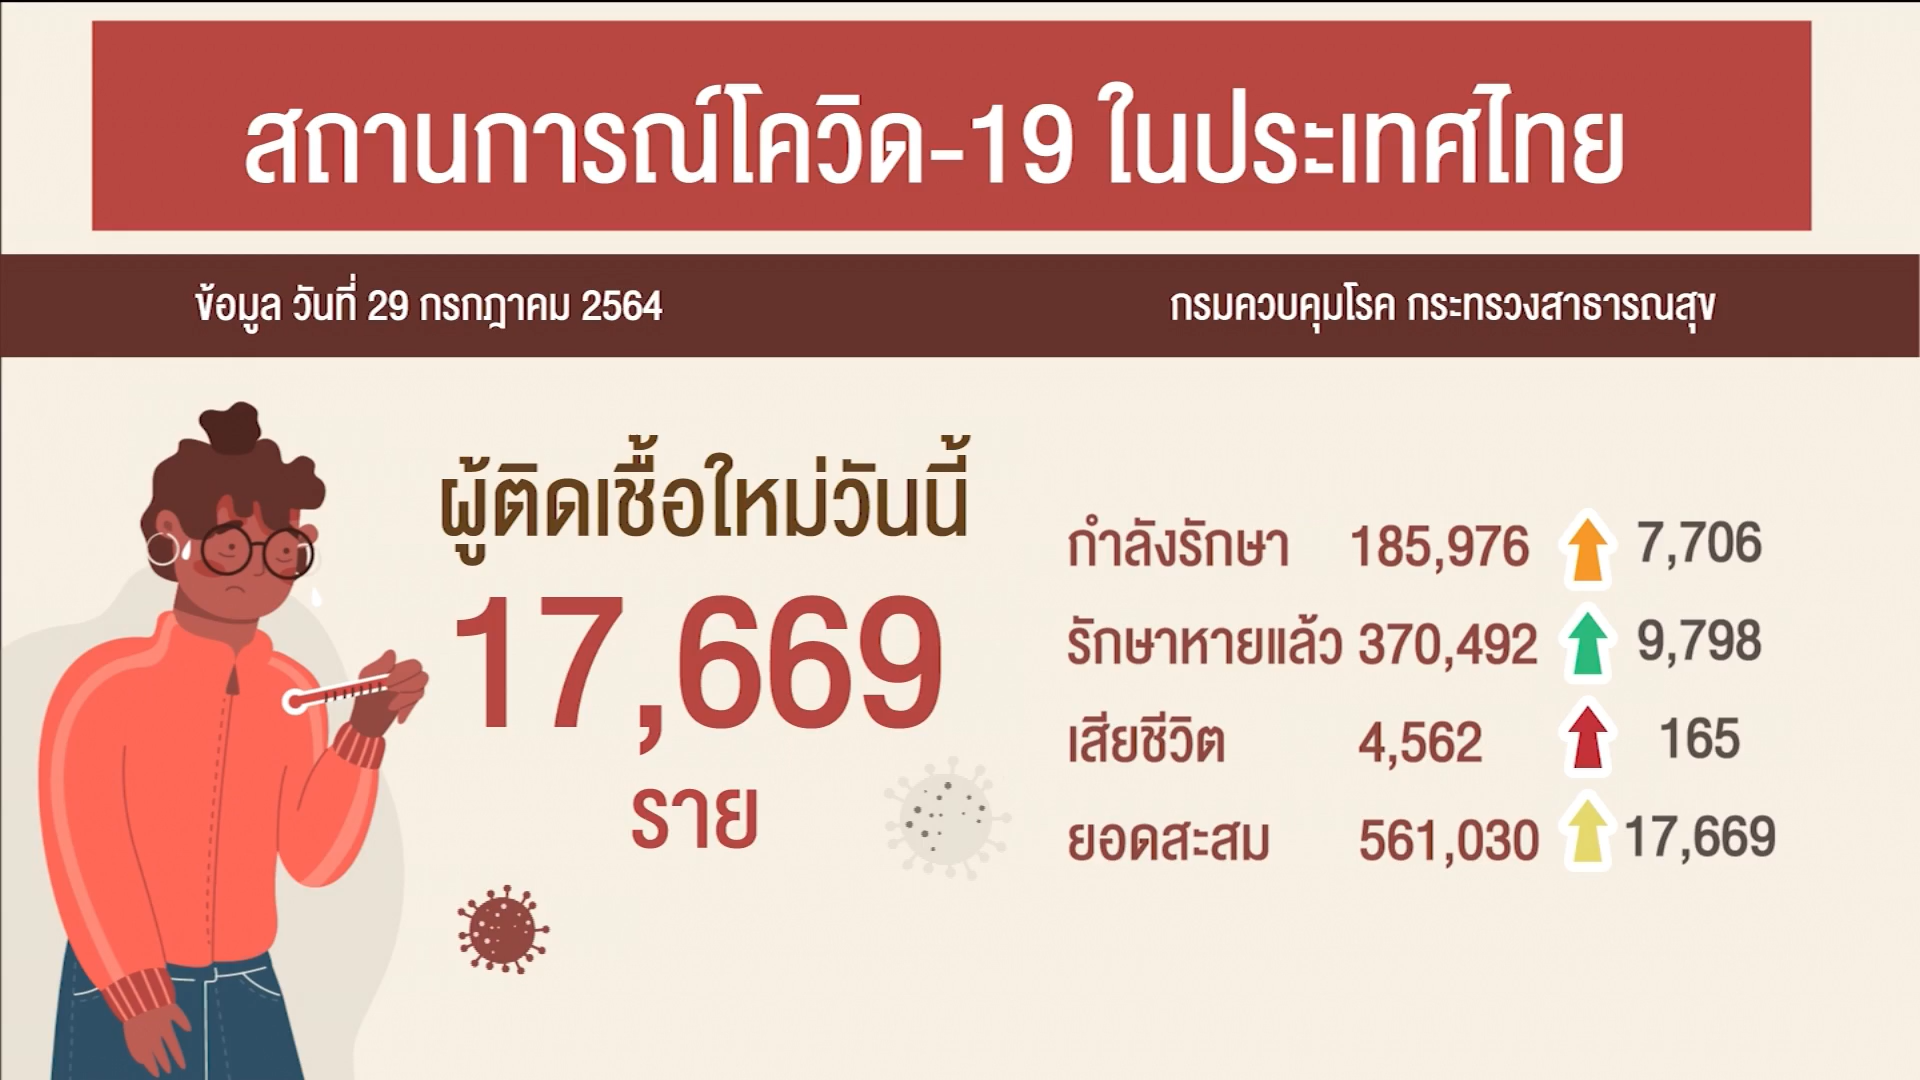 สถานการณ์โควิด-19 ในประเทศไทย
ข้อมูล วันที่ 29 กรกฎาคม 2564
กรมควบคุมโรค กระทรวงสาธารณสุข
ผู้ติดเชื้อใหม่วันนี้
17,669
ราย
กำลังรักษา 185,976 7,706
รักษาหายแล้ว 370,492 9,798
เสียชีวิต 4,562 165
ยอดสะสม 561,030 17,669